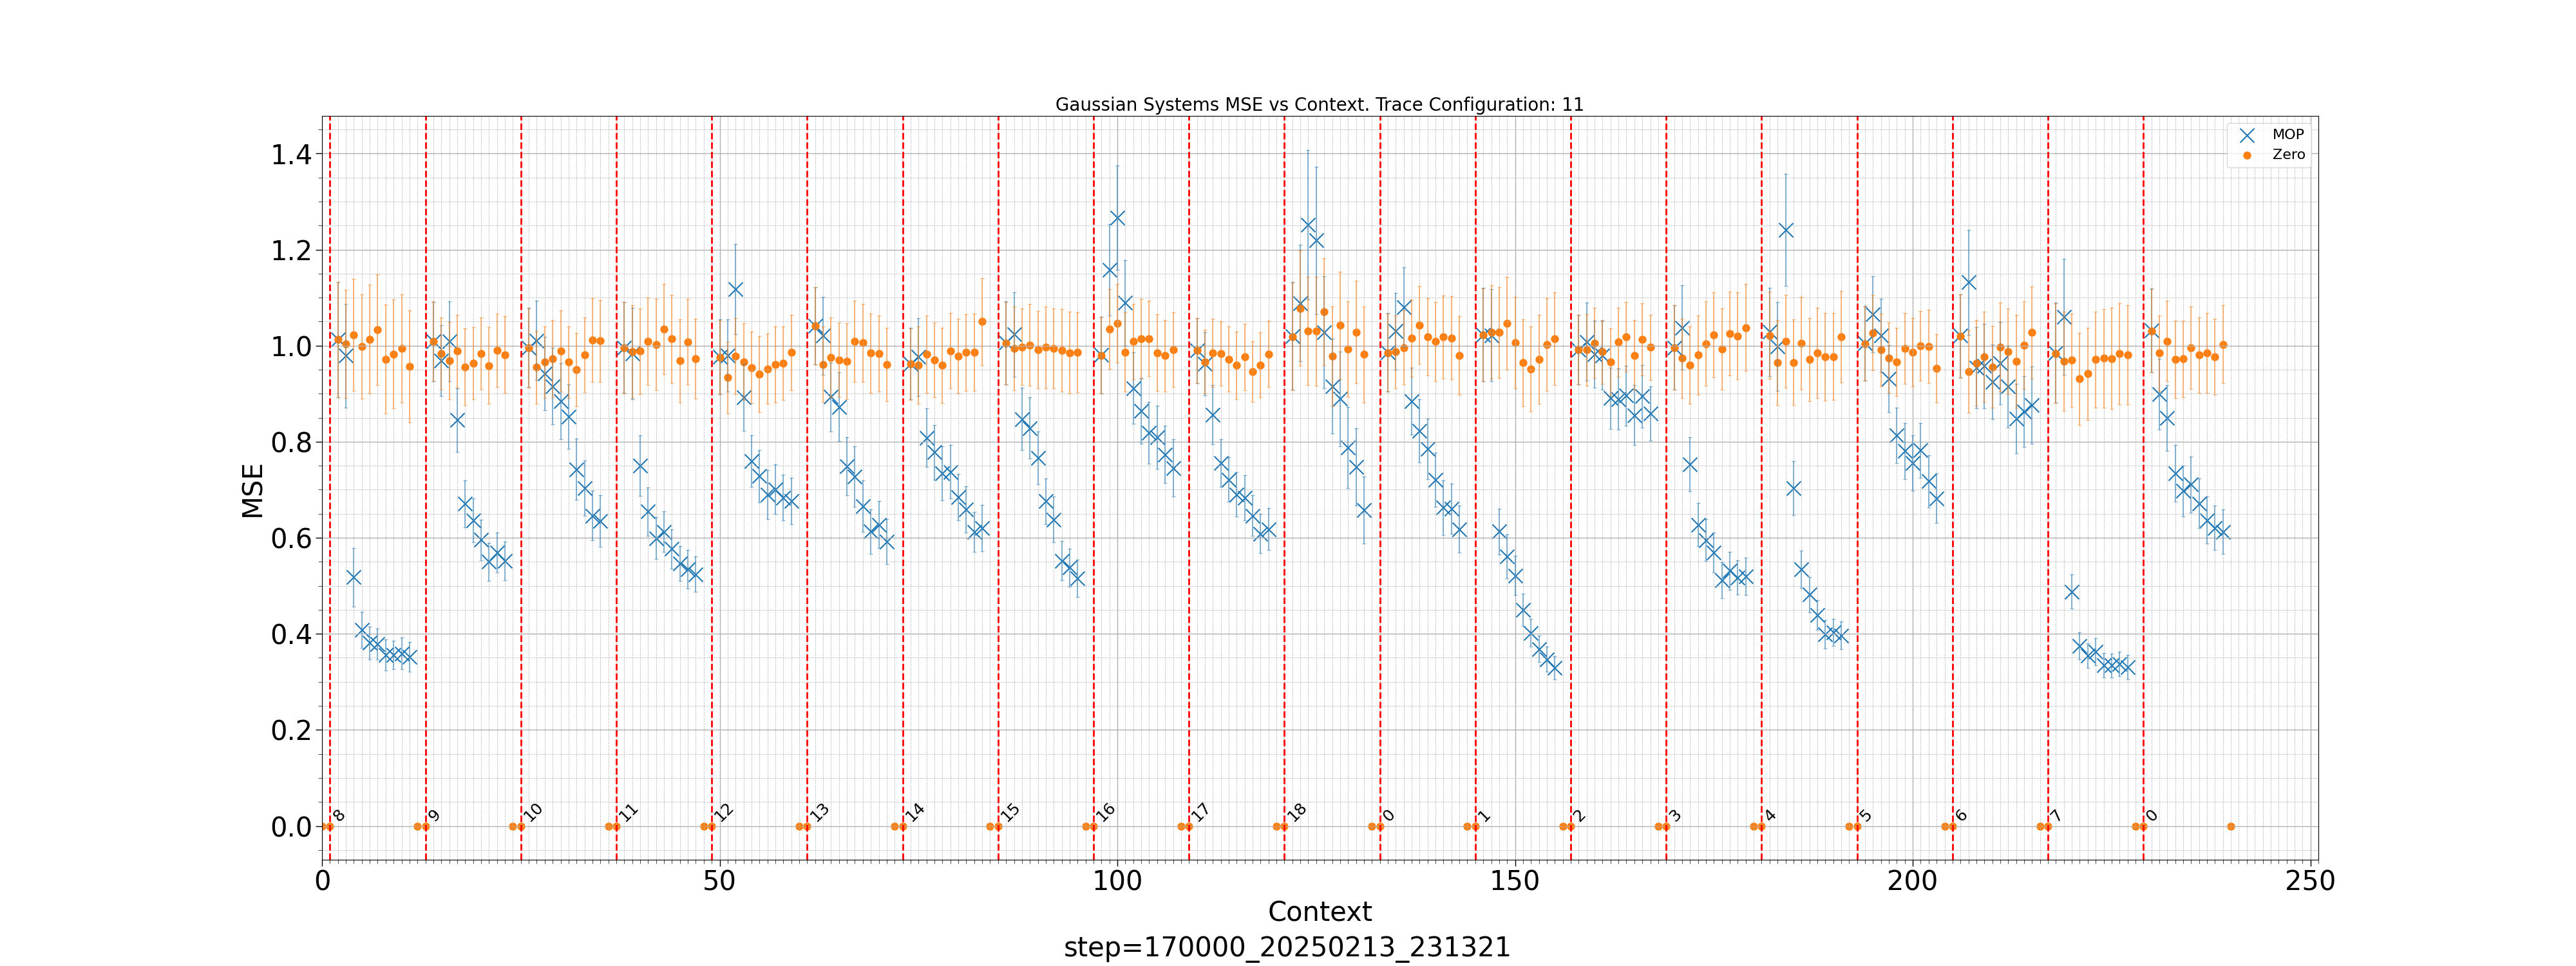 Gaussian Systems MSE vs Context. Trace Configuration: 11
MOP
Zero
1.4
1.2
1.0
0.8
0.6
0.4
0.2
0.0
MSE
8 9 10 11 12 13 14 15 16 17 18 0 1 2 3 4 5 6 7 0
0 50 100 150 200 250
Context
step=170000_20250213_231321